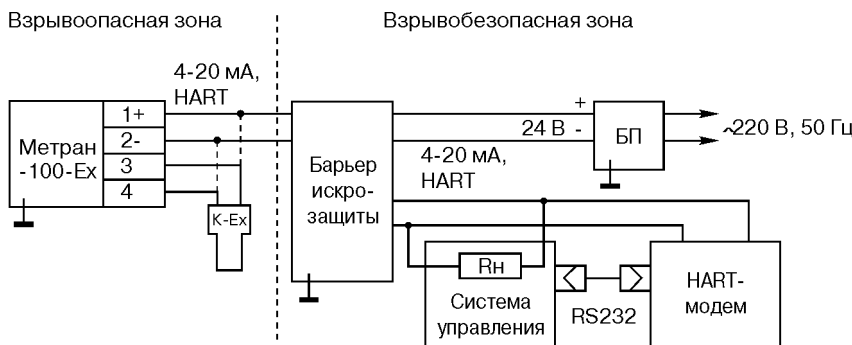 Взрывоопасная зона
Взрывобезопасная зона
4-20 мА,
HART
Метран
-100-Ex
1+
2-
3
4
К-Ех
Барьер
искро-
защиты
+
24 В -
БП
~220 В, 50 Гц
4-20 мА,
HART
Rн
Система
управления
RS232
HART-
модем